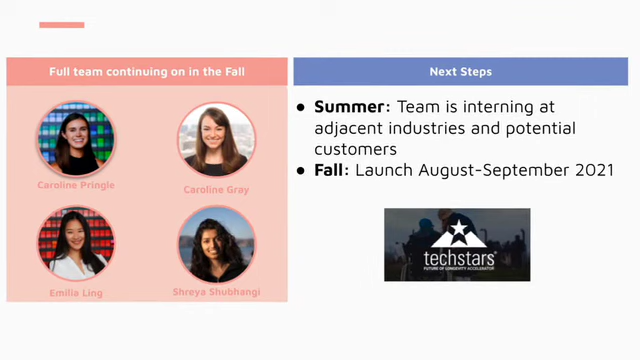 Full team continuing on in the Fall
Caroline Pringle
Caroline Gray
Emilia Ling
Shreya Shubhangi
Next Steps
● Summer: Team is interning at
adjacent industries and potential
customers
● Fall: Launch August-September 2021
techstars
FUTURE OF LONGEVITY ACCELERATOR